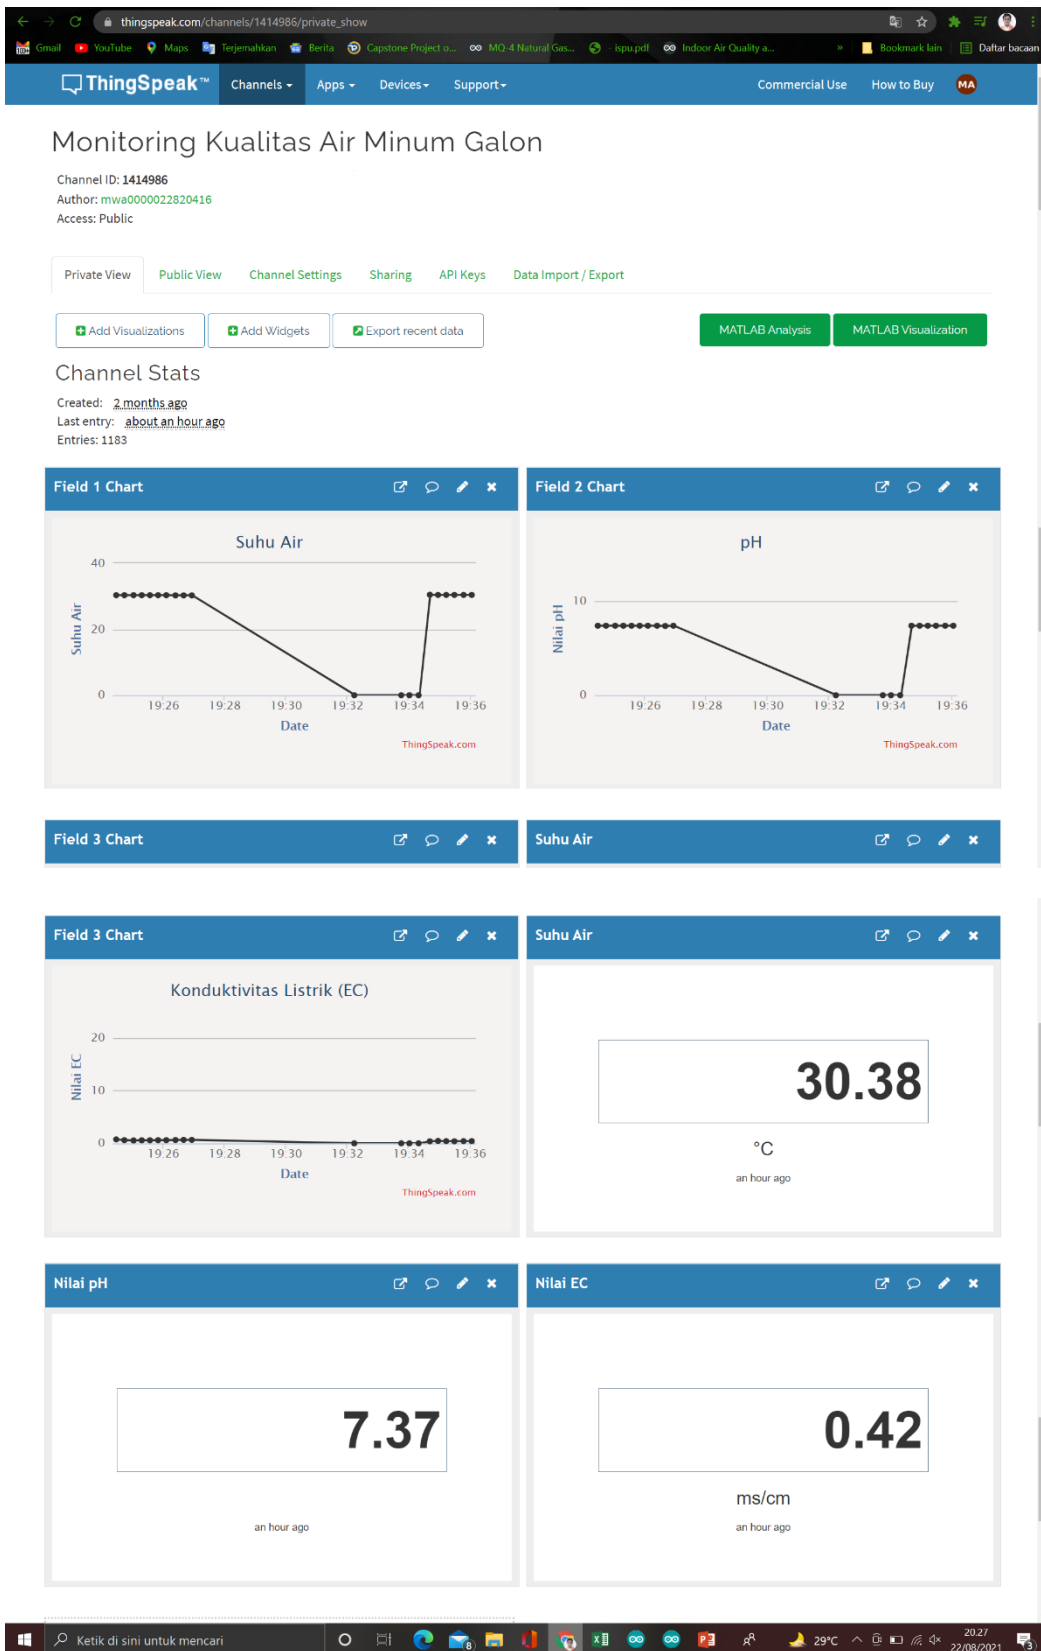 thingspeak.com/channels/1414986/private_show
Gmail YouTube Maps Terjemahkan Berita Capstone Project o... MQ-4 Natural Gas... - ispu.pdf Indoor Air Quality a... » Bookmark lain Daftar bacaan
ThingSpeak™ Channels Apps Devices Support Commercial Use How to Buy MA
Monitoring Kualitas Air Minum Galon
Channel ID: 1414986
Author: mwa0000022820416
Access: Public
Private View Public View Channel Settings Sharing API Keys Data Import / Export
Add Visualizations Add Widgets Export recent data MATLAB Analysis MATLAB Visualization
Channel Stats
Created: 2 months ago
Last entry: about an hour ago
Entries: 1183
Field 1 Chart
Suhu Air
40
20
0
Suhu Air
19:26 19:28 19:30 19:32 19:34 19:36
Date
ThingSpeak.com
Field 2 Chart
pH
10
0
Nilai pH
19:26 19:28 19:30 19:32 19:34 19:36
Date
ThingSpeak.com
Field 3 Chart
Suhu Air
Field 3 Chart
Konduktivitas Listrik (EC)
20
10
0
Nilai EC
19:26 19:28 19:30 19:32 19:34 19:36
Date
ThingSpeak.com
Suhu Air
30.38
°C
an hour ago
Nilai pH
7.37
an hour ago
Nilai EC
0.42
ms/cm
an hour ago
Ketik di sini untuk mencari
29°C
20.27
22/08/2021